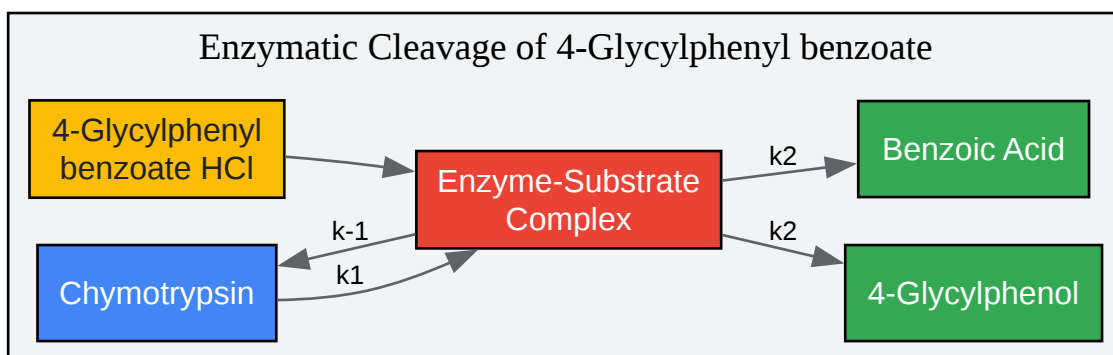 Enzymatic Cleavage of 4-Glycylphenyl benzoate
4-Glycylphenyl
benzoate HCl
Enzyme-Substrate
Complex
k2
Benzoic Acid
k-1
k1
k2
Chymotrypsin
4-Glycylphenol